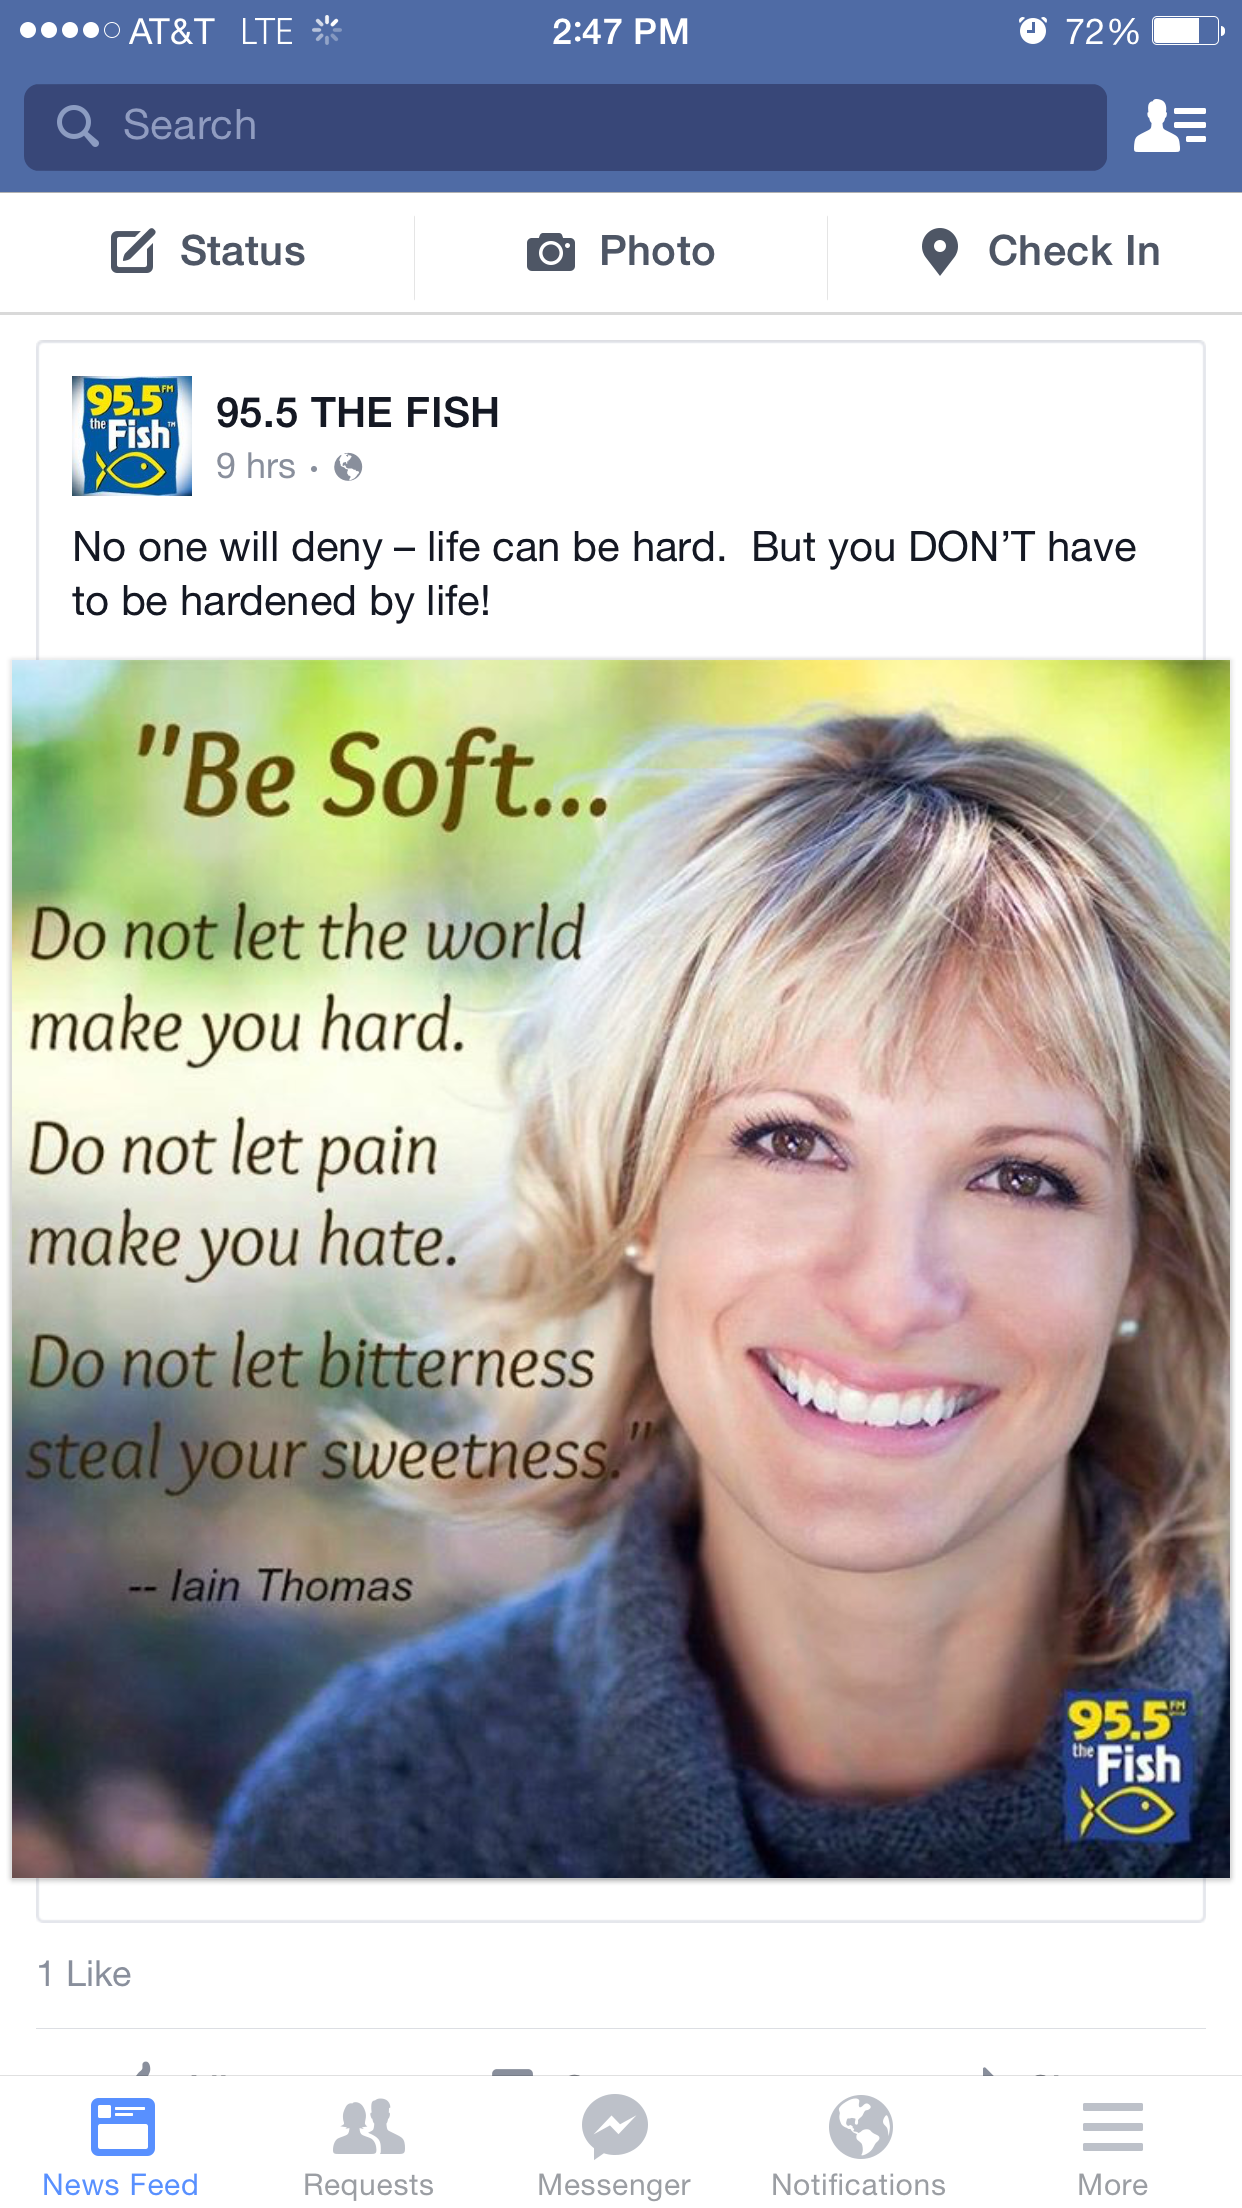 AT&T LTE 2:47 PM 72%
Search
Status Photo Check In
95.5 FM
the Fish™
95.5 THE FISH
9 hrs ·
No one will deny – life can be hard.  But you DON’T have
to be hardened by life!
"Be Soft...
Do not let the world
make you hard.
Do not let pain
make you hate.
Do not let bitterness
steal your sweetness."
-- Iain Thomas
95.5 FM
the Fish
1 Like
News Feed Requests Messenger Notifications More